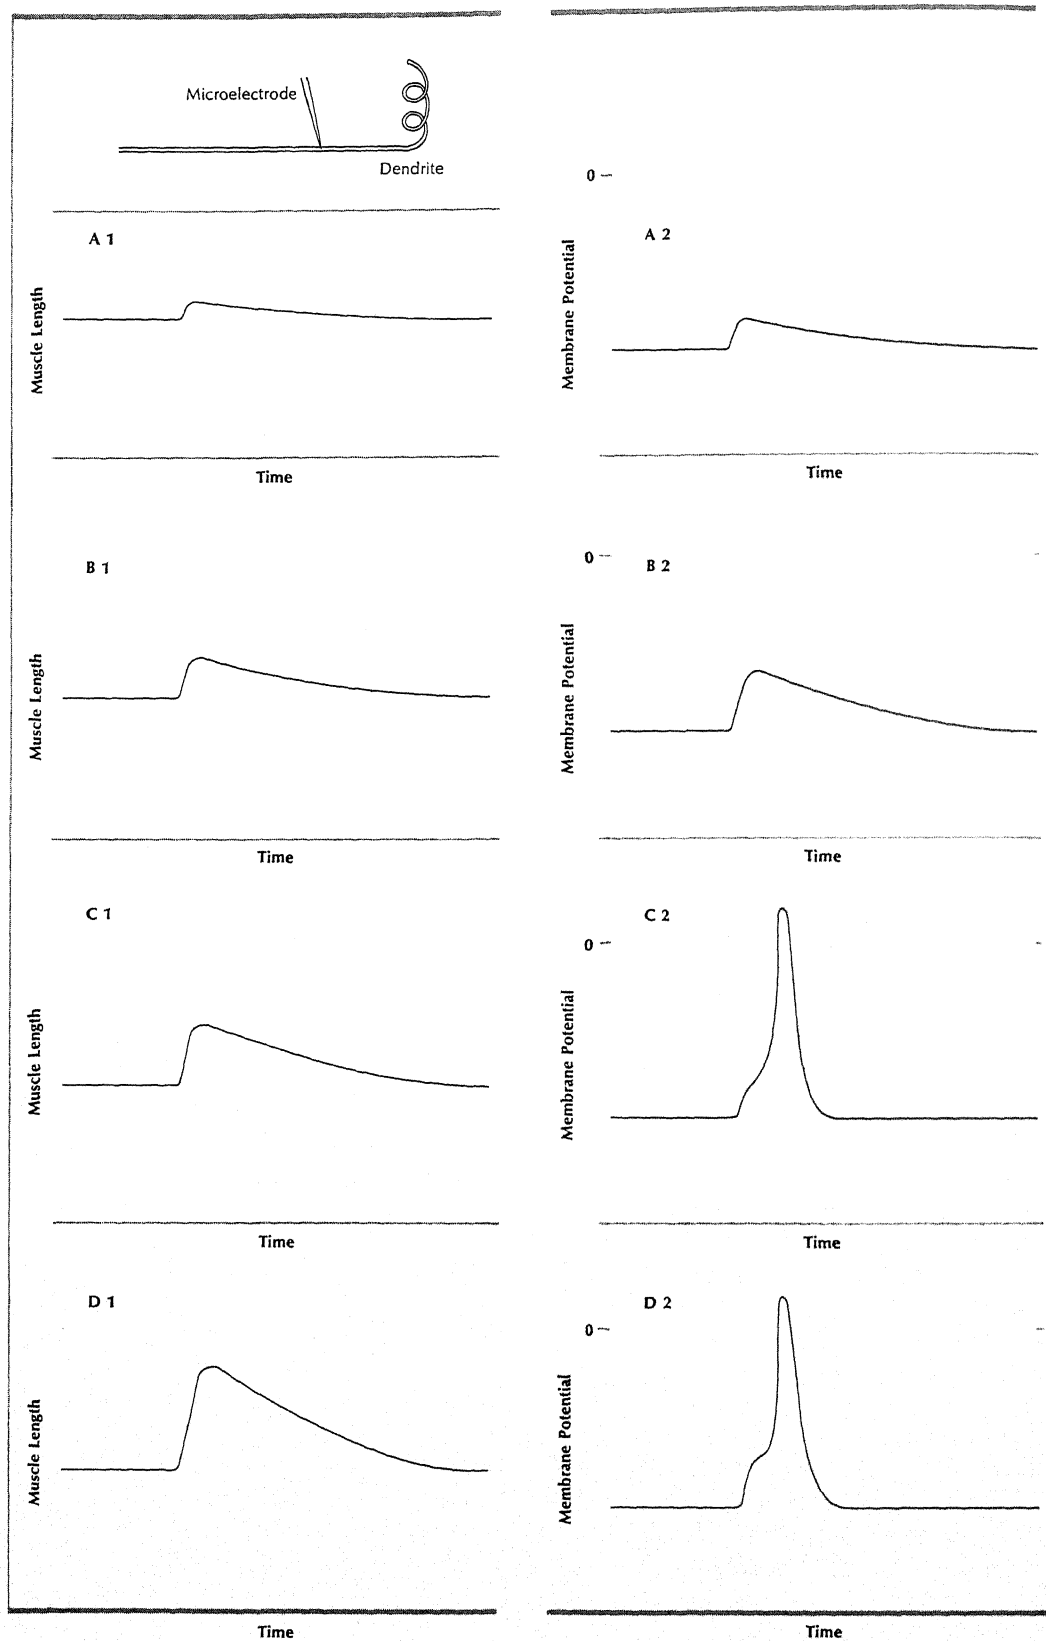 Microelectrode
Dendrite
0
A 1
A 2
Muscle Length
Membrane Potential
Time
Time
0
B 1
B 2
Muscle Length
Membrane Potential
Time
Time
C 1
C 2
0
Muscle Length
Membrane Potential
Time
Time
D 1
D 2
0
Muscle Length
Membrane Potential
Time
Time